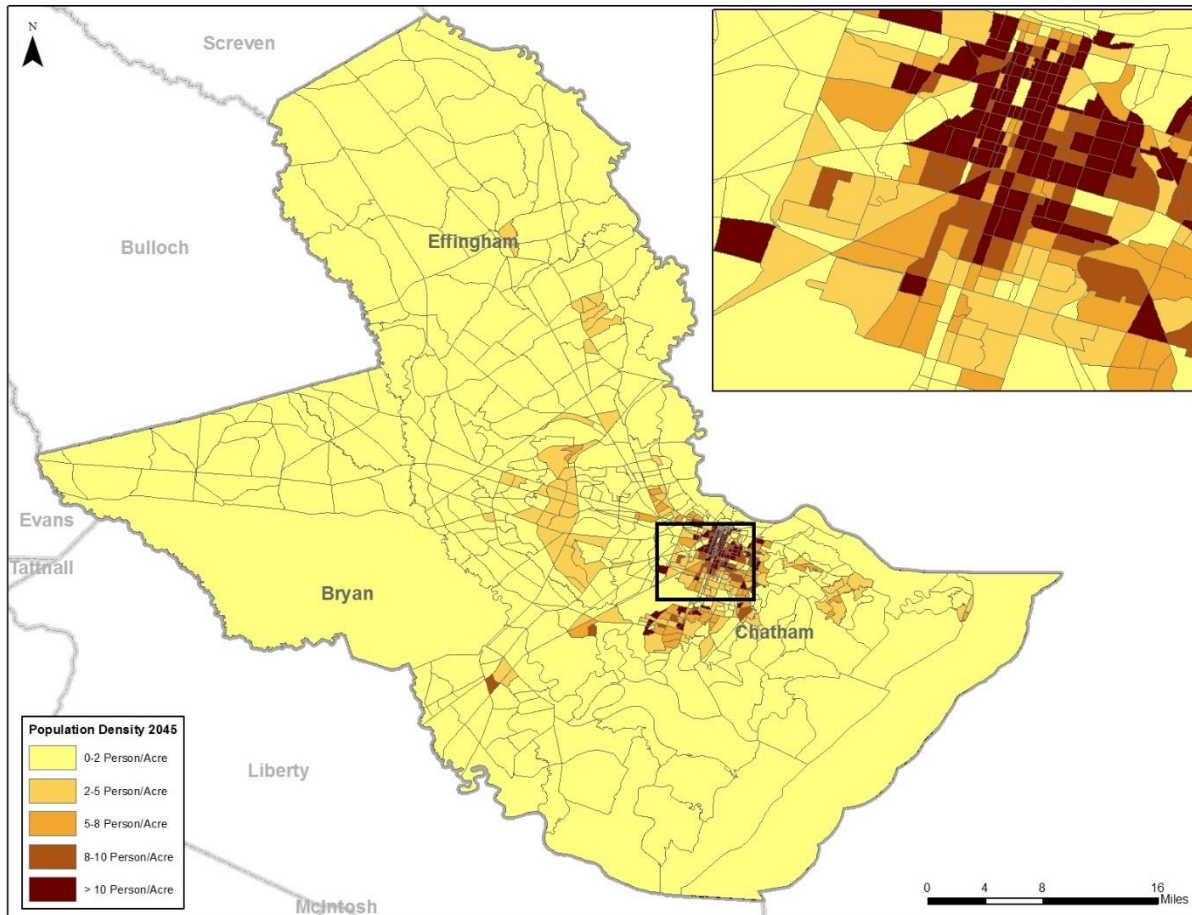 N
Screven
Bulloch
Effingham
Evans
Tattnall
Bryan
Chatham
Liberty
McIntosh
Population Density 2045
0-2 Person/Acre
2-5 Person/Acre
5-8 Person/Acre
8-10 Person/Acre
> 10 Person/Acre
0 4 8 16
Miles